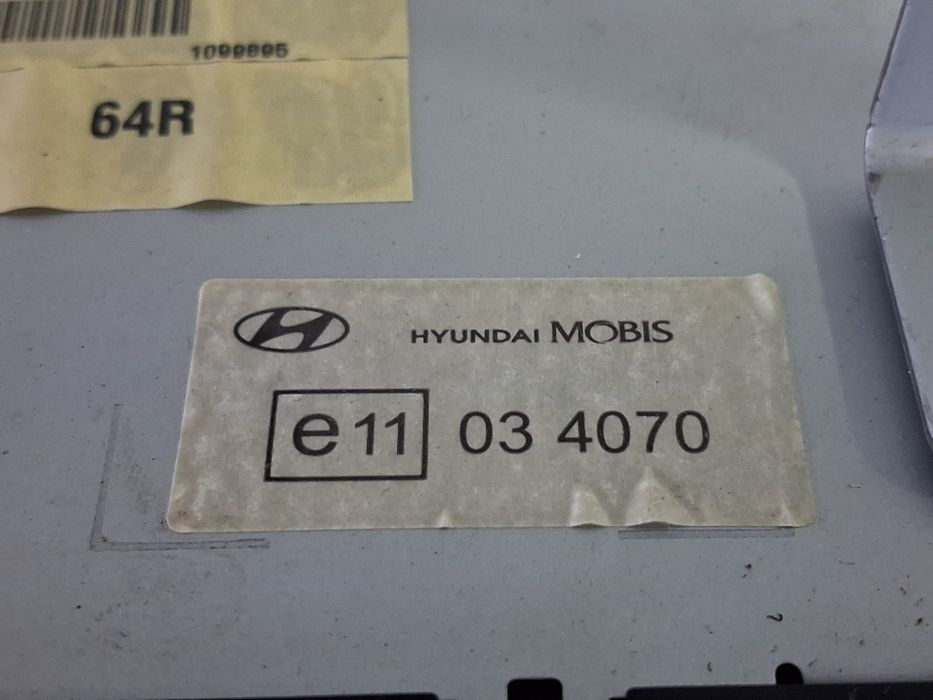 1099895
64R
HYUNDAI MOBIS
e11 03 4070